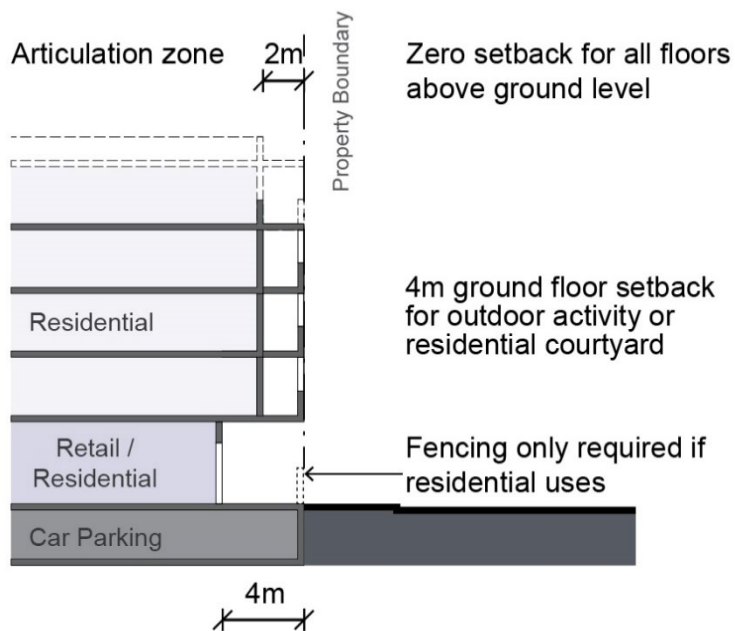 Articulation zone
2m
Property Boundary
Zero setback for all floors
above ground level
Residential
4m ground floor setback
for outdoor activity or
residential courtyard
Retail /
Residential
Fencing only required if
residential uses
Car Parking
4m